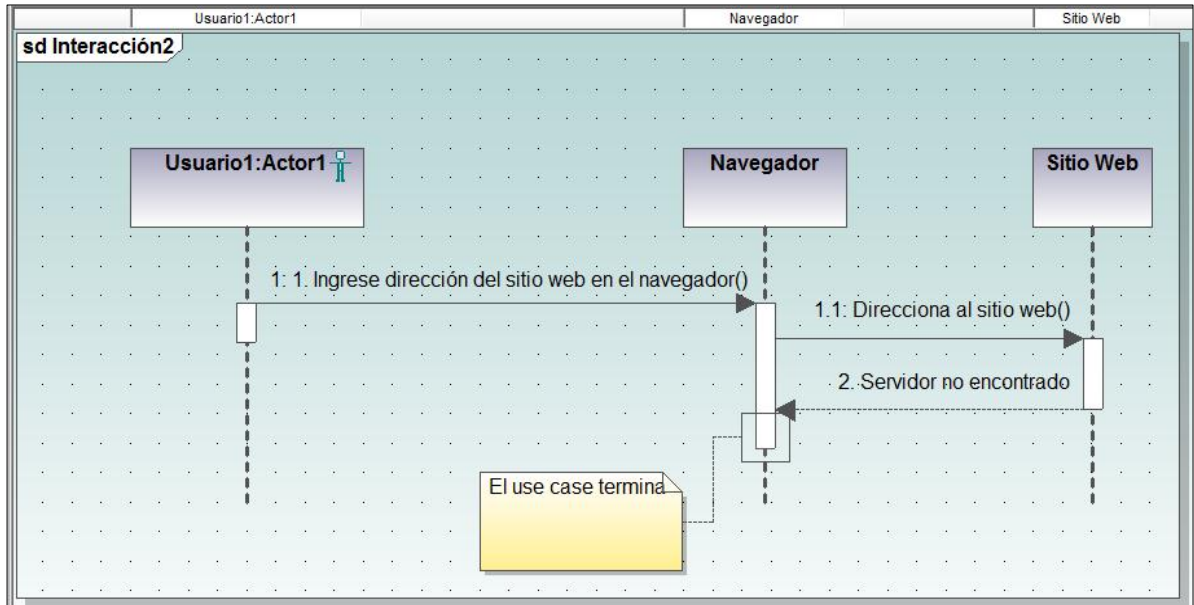 Usuario1:Actor1 Navegador Sitio Web
sd Interacción2
Usuario1:Actor1 Navegador Sitio Web
1: 1. Ingrese dirección del sitio web en el navegador()
1.1: Direcciona al sitio web()
2. Servidor no encontrado
El use case termina